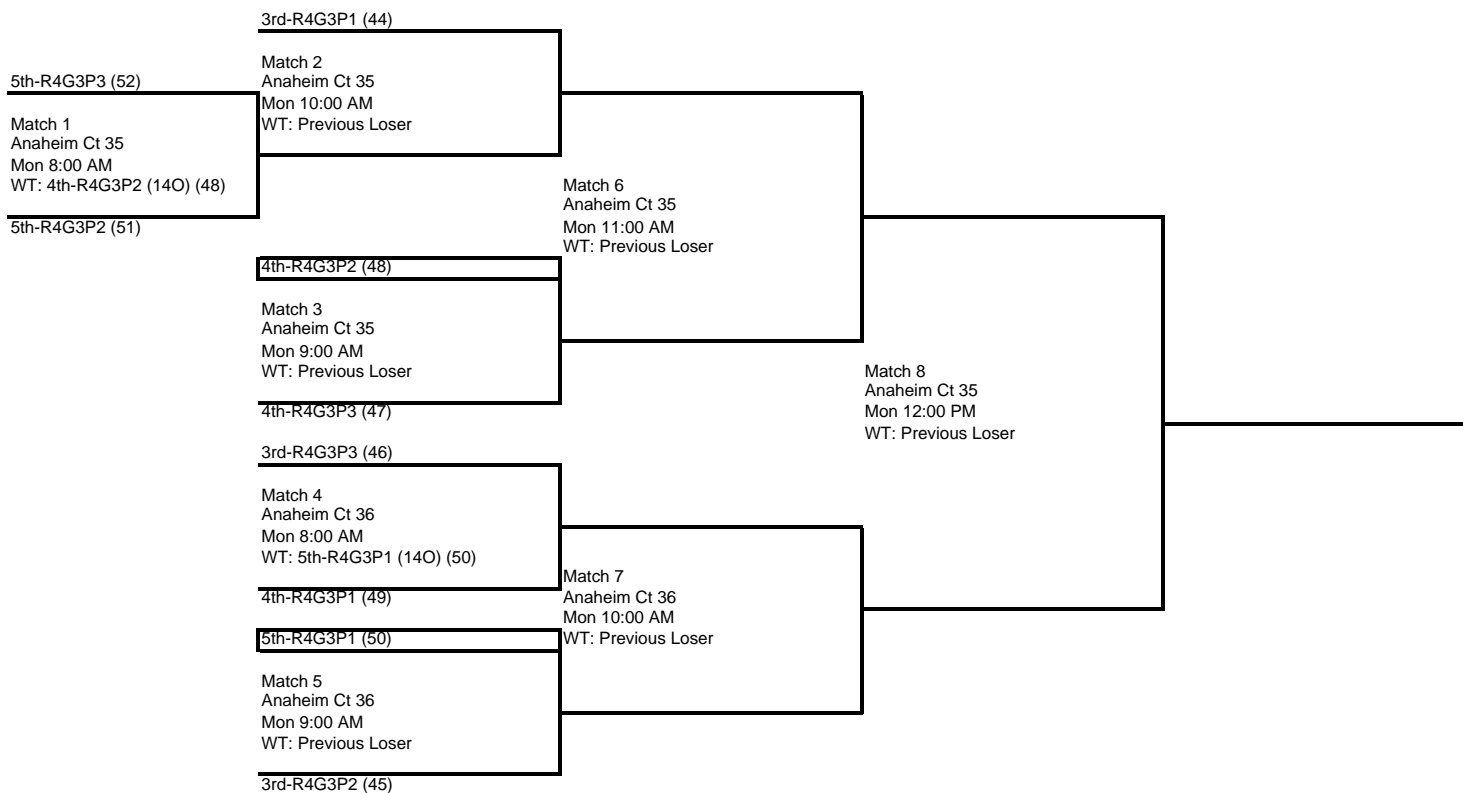 3rd-R4G3P1 (44)
5th-R4G3P3 (52)
Match 1
Anaheim Ct 35
Mon 8:00 AM
WT: 4th-R4G3P2 (14O) (48)
5th-R4G3P2 (51)
Match 2
Anaheim Ct 35
Mon 10:00 AM
WT: Previous Loser
4th-R4G3P2 (48)
Match 3
Anaheim Ct 35
Mon 9:00 AM
WT: Previous Loser
4th-R4G3P3 (47)
3rd-R4G3P3 (46)
Match 4
Anaheim Ct 36
Mon 8:00 AM
WT: 5th-R4G3P1 (14O) (50)
4th-R4G3P1 (49)
5th-R4G3P1 (50)
Match 5
Anaheim Ct 36
Mon 9:00 AM
WT: Previous Loser
3rd-R4G3P2 (45)
Match 6
Anaheim Ct 35
Mon 11:00 AM
WT: Previous Loser
Match 7
Anaheim Ct 36
Mon 10:00 AM
WT: Previous Loser
Match 8
Anaheim Ct 35
Mon 12:00 PM
WT: Previous Loser